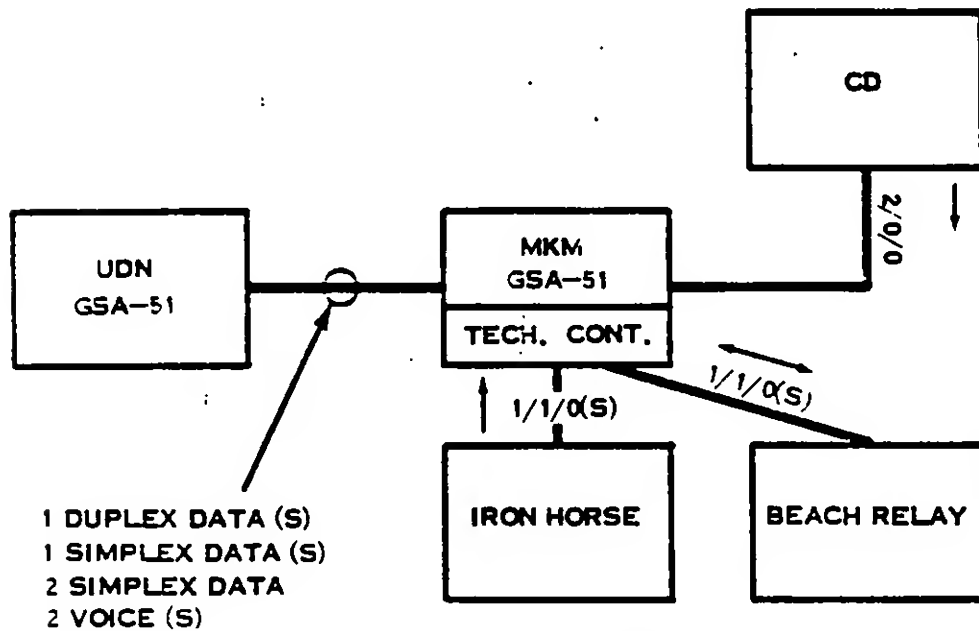 CD
2/0/0
UDN
GSA-51
MKM
GSA-51
TECH. CONT.
1/1/0(S)
1/1/0(S)
IRON HORSE
BEACH RELAY
1 DUPLEX DATA (S)
1 SIMPLEX DATA (S)
2 SIMPLEX DATA
2 VOICE (S)